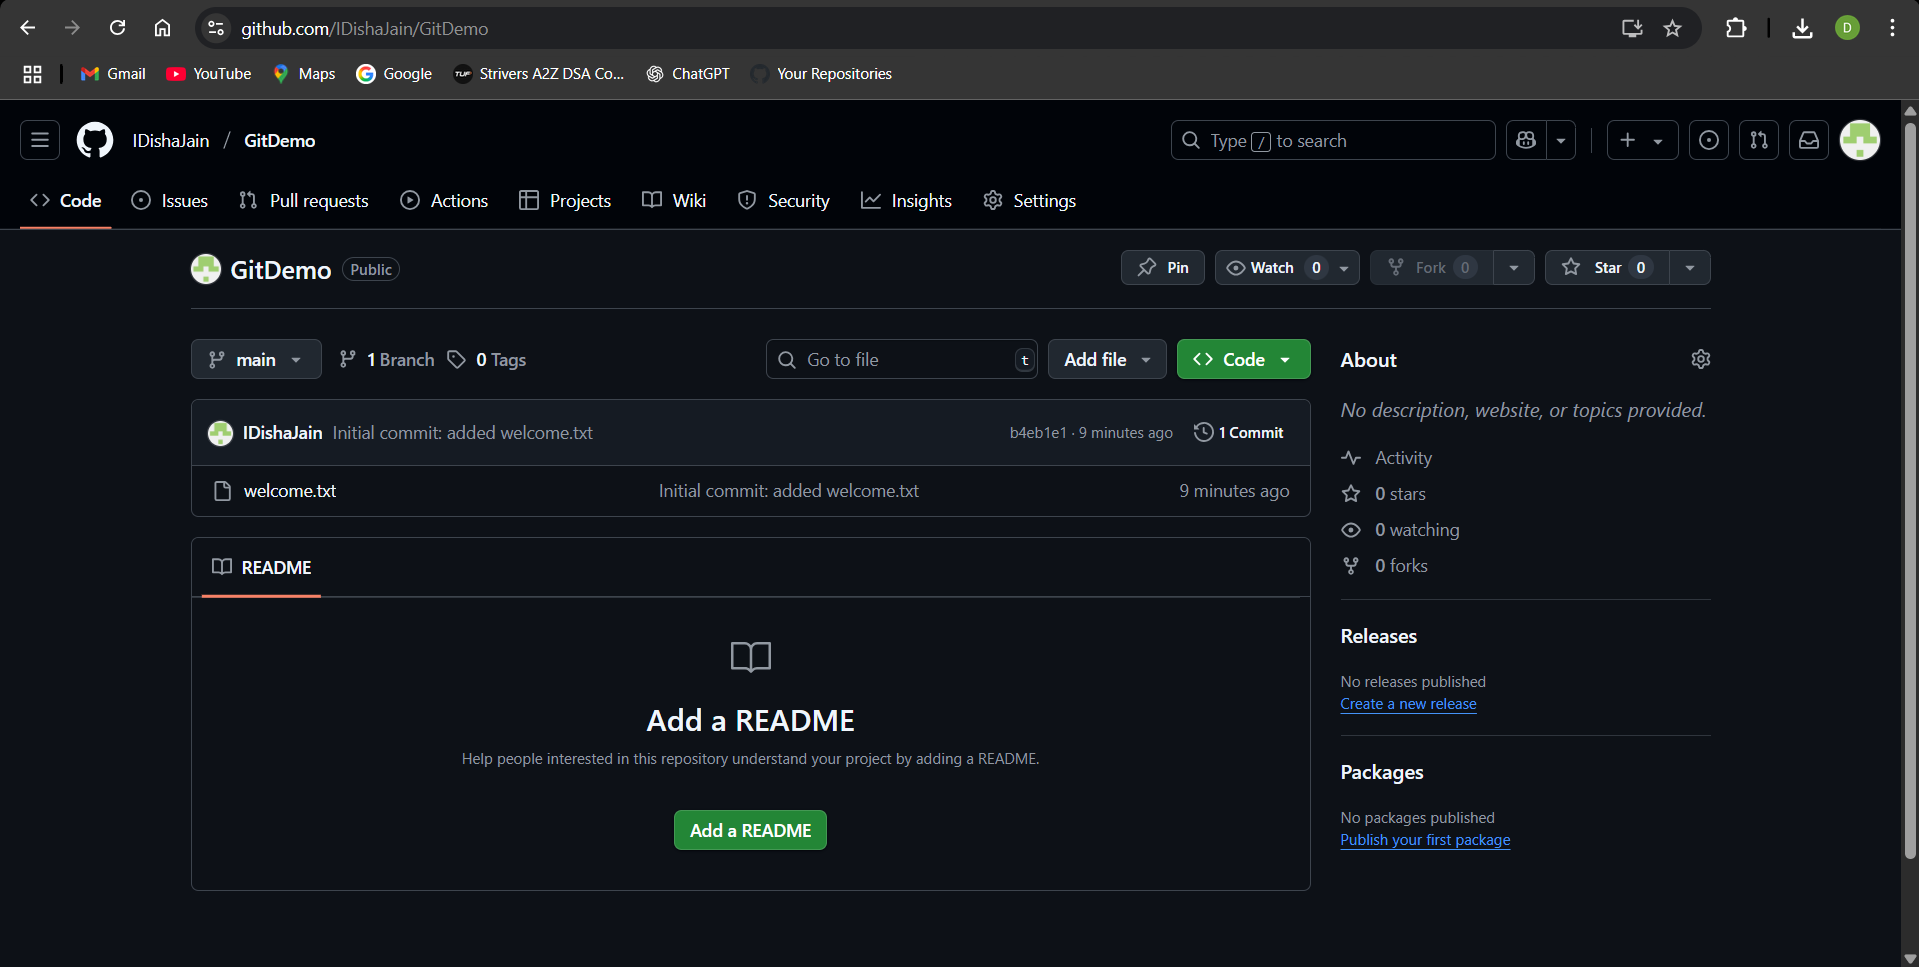 github.com/IDishaJain/GitDemo
D
Gmail YouTube Maps Google TUF Strivers A2Z DSA Co... ChatGPT Your Repositories
IDishaJain / GitDemo
Type / to search
Code Issues Pull requests Actions Projects Wiki Security Insights Settings
GitDemo Public
Pin Watch 0 Fork 0 Star 0
main 1 Branch 0 Tags
Go to file t Add file Code
IDishaJain Initial commit: added welcome.txt b4eb1e1 · 9 minutes ago 1 Commit
welcome.txt Initial commit: added welcome.txt 9 minutes ago
README
Add a README
Help people interested in this repository understand your project by adding a README.
Add a README
About
No description, website, or topics provided.
Activity
0 stars
0 watching
0 forks
Releases
No releases published
Create a new release
Packages
No packages published
Publish your first package